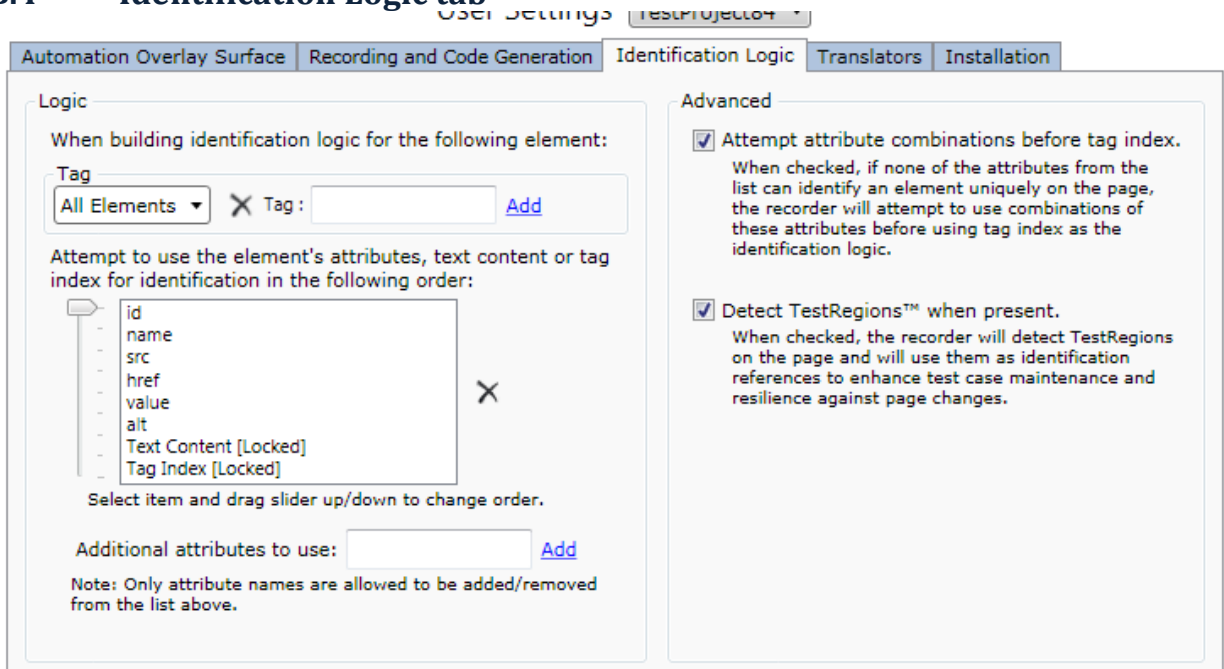 Identification Logic tab
User Settings TestProject84
Automation Overlay Surface Recording and Code Generation Identification Logic Translators Installation
Logic
When building identification logic for the following element:
Tag
All Elements Tag : Add
Attempt to use the element's attributes, text content or tag
index for identification in the following order:
id
name
src
href
value
alt
Text Content [Locked]
Tag Index [Locked]
Select item and drag slider up/down to change order.
Additional attributes to use: Add
Note: Only attribute names are allowed to be added/removed
from the list above.
Advanced
Attempt attribute combinations before tag index.
When checked, if none of the attributes from the
list can identify an element uniquely on the page,
the recorder will attempt to use combinations of
these attributes before using tag index as the
identification logic.
Detect TestRegions™ when present.
When checked, the recorder will detect TestRegions
on the page and will use them as identification
references to enhance test case maintenance and
resilience against page changes.